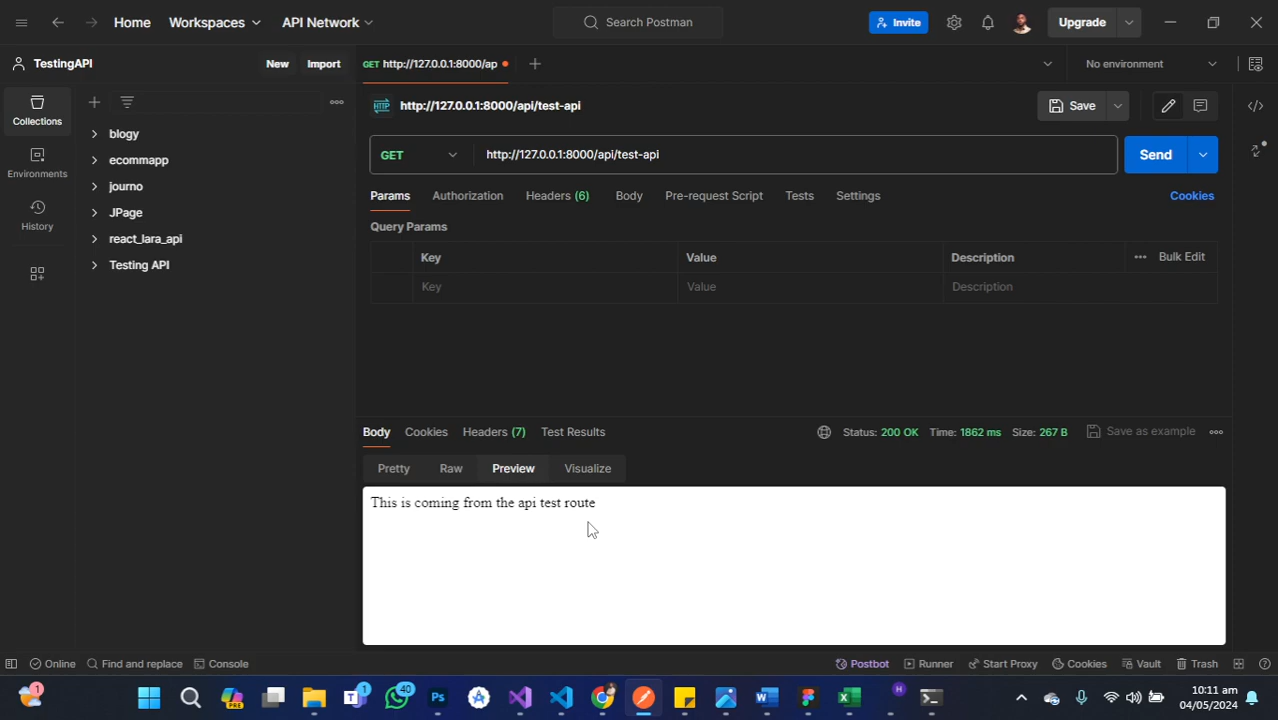 Home
Workspaces
API Network
Search Postman
Invite
Upgrade
TestingAPI
New
Import
GET http://127.0.0.1:8000/ap
No environment
Collections
Environments
History
blogy
ecommapp
journo
JPage
react_lara_api
Testing API
HTTP http://127.0.0.1:8000/api/test-api
Save
GET
http://127.0.0.1:8000/api/test-api
Send
Params
Authorization
Headers (6)
Body
Pre-request Script
Tests
Settings
Cookies
Query Params
Key
Value
Description
Bulk Edit
Key
Value
Description
Body
Cookies
Headers (7)
Test Results
Status: 200 OK
Time: 1862 ms
Size: 267 B
Save as example
Pretty
Raw
Preview
Visualize
This is coming from the api test route
Online
Find and replace
Console
Postbot
Runner
Start Proxy
Cookies
Vault
Trash
1
PRE
T
1
40
Ps
W
H
10:11 am
04/05/2024